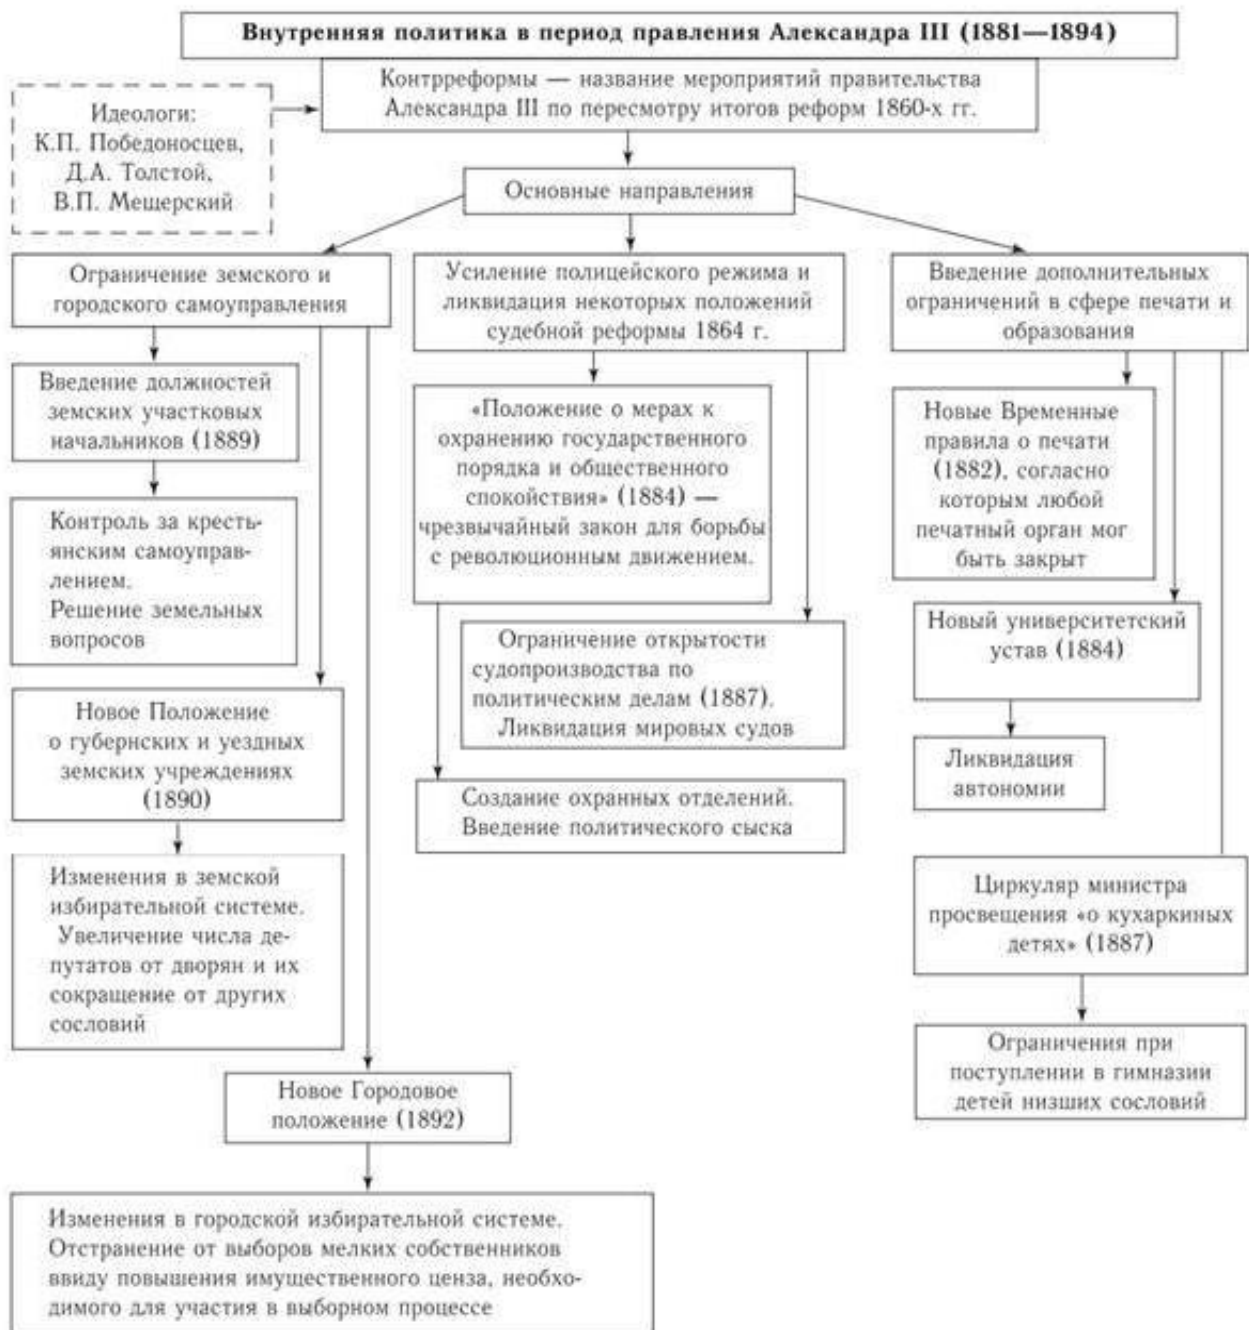 Внутренняя политика в период правления Александра III (1881—1894)
Контрреформы — название мероприятий правительства
Александра III по пересмотру итогов реформ 1860-х гг.
Идеологи:
К.П. Победоносцев,
Д.А. Толстой,
В.П. Мещерский
Основные направления
Ограничение земского и
городского самоуправления
Введение должностей
земских участковых
начальников (1889)
Контроль за кресть-
янским самоуправ-
лением.
Решение земельных
вопросов
Новое Положение
о губернских и уездных
земских учреждениях
(1890)
Изменения в земской
избирательной системе.
Увеличение числа де-
путатов от дворян и их
сокращение от других
сословий
Новое Городовое
положение (1892)
Изменения в городской избирательной системе.
Отстранение от выборов мелких собственников
ввиду повышения имущественного ценза, необхо-
димого для участия в выборном процессе
Усиление полицейского режима и
ликвидация некоторых положений
судебной реформы 1864 г.
«Положение о мерах к
охранению государственного
порядка и общественного
спокойствия» (1884) —
чрезвычайный закон для борьбы
с революционным движением.
Ограничение открытости
судопроизводства по
политическим делам (1887).
Ликвидация мировых судов
Создание охранных отделений.
Введение политического сыска
Введение дополнительных
ограничений в сфере печати и
образования
Новые Временные
правила о печати
(1882), согласно
которым любой
печатный орган мог
быть закрыт
Новый университетский
устав (1884)
Ликвидация
автономии
Циркуляр министра
просвещения «о кухаркиных
детях» (1887)
Ограничения при
поступлении в гимназии
детей низших сословий